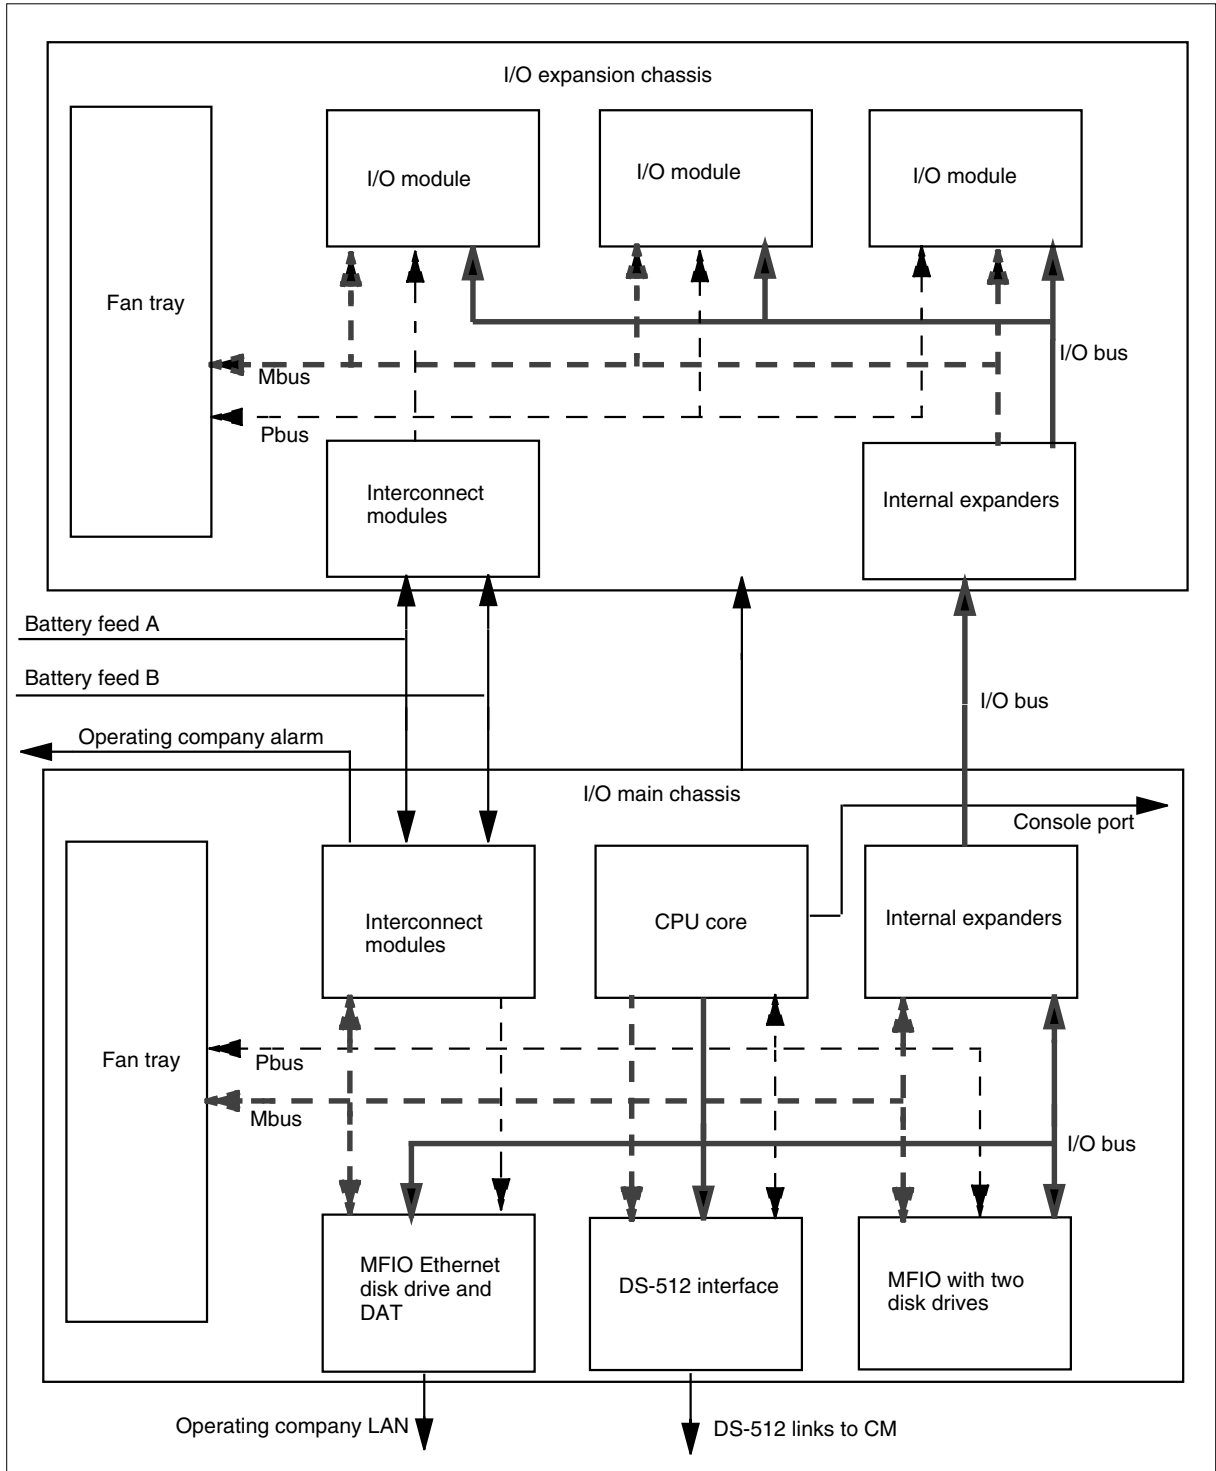 I/O expansion chassis
I/O module
I/O module
I/O module
Fan tray
I/O bus
Mbus
Pbus
Interconnect
modules
Internal expanders
Battery feed A
Battery feed B
I/O bus
Operating company alarm
I/O main chassis
Console port
Interconnect
modules
CPU core
Internal expanders
Fan tray
Pbus
Mbus
I/O bus
MFIO Ethernet
disk drive and
DAT
DS-512 interface
MFIO with two
disk drives
Operating company LAN
DS-512 links to CM